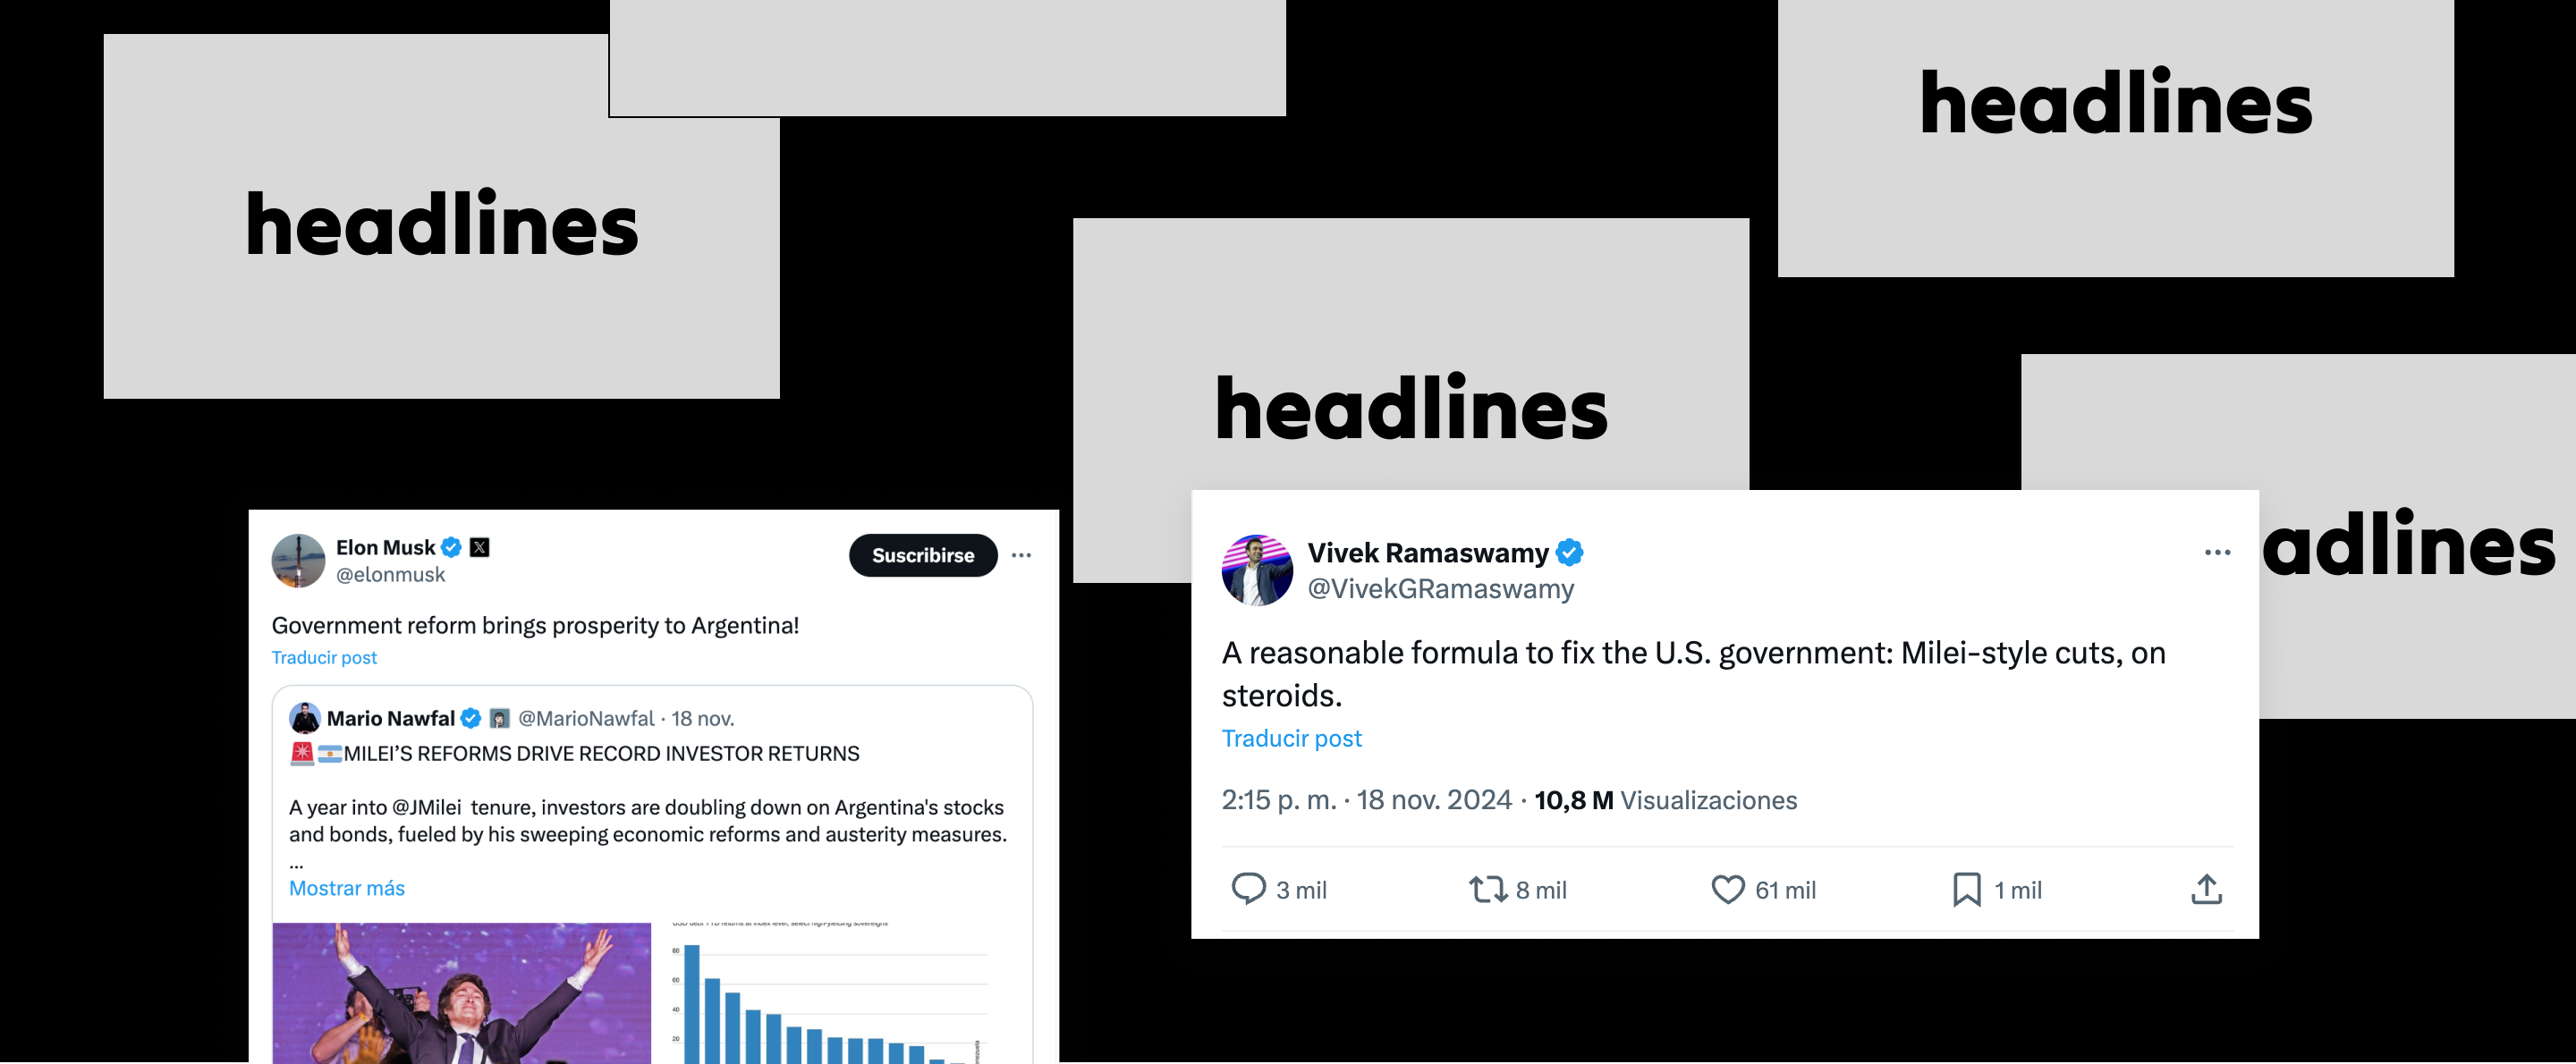 headlines
headlines
headlines
adlines
Elon Musk
@elonmusk
Suscribirse
Government reform brings prosperity to Argentina!
Traducir post
Mario Nawfal @MarioNawfal · 18 nov.
MILEI’S REFORMS DRIVE RECORD INVESTOR RETURNS
A year into @JMilei tenure, investors are doubling down on Argentina's stocks
and bonds, fueled by his sweeping economic reforms and austerity measures.
...
Mostrar más
80
60
40
20
Vivek Ramaswamy
@VivekGRamaswamy
A reasonable formula to fix the U.S. government: Milei-style cuts, on
steroids.
Traducir post
2:15 p. m. · 18 nov. 2024 · 10,8 M Visualizaciones
3 mil
8 mil
61 mil
1 mil